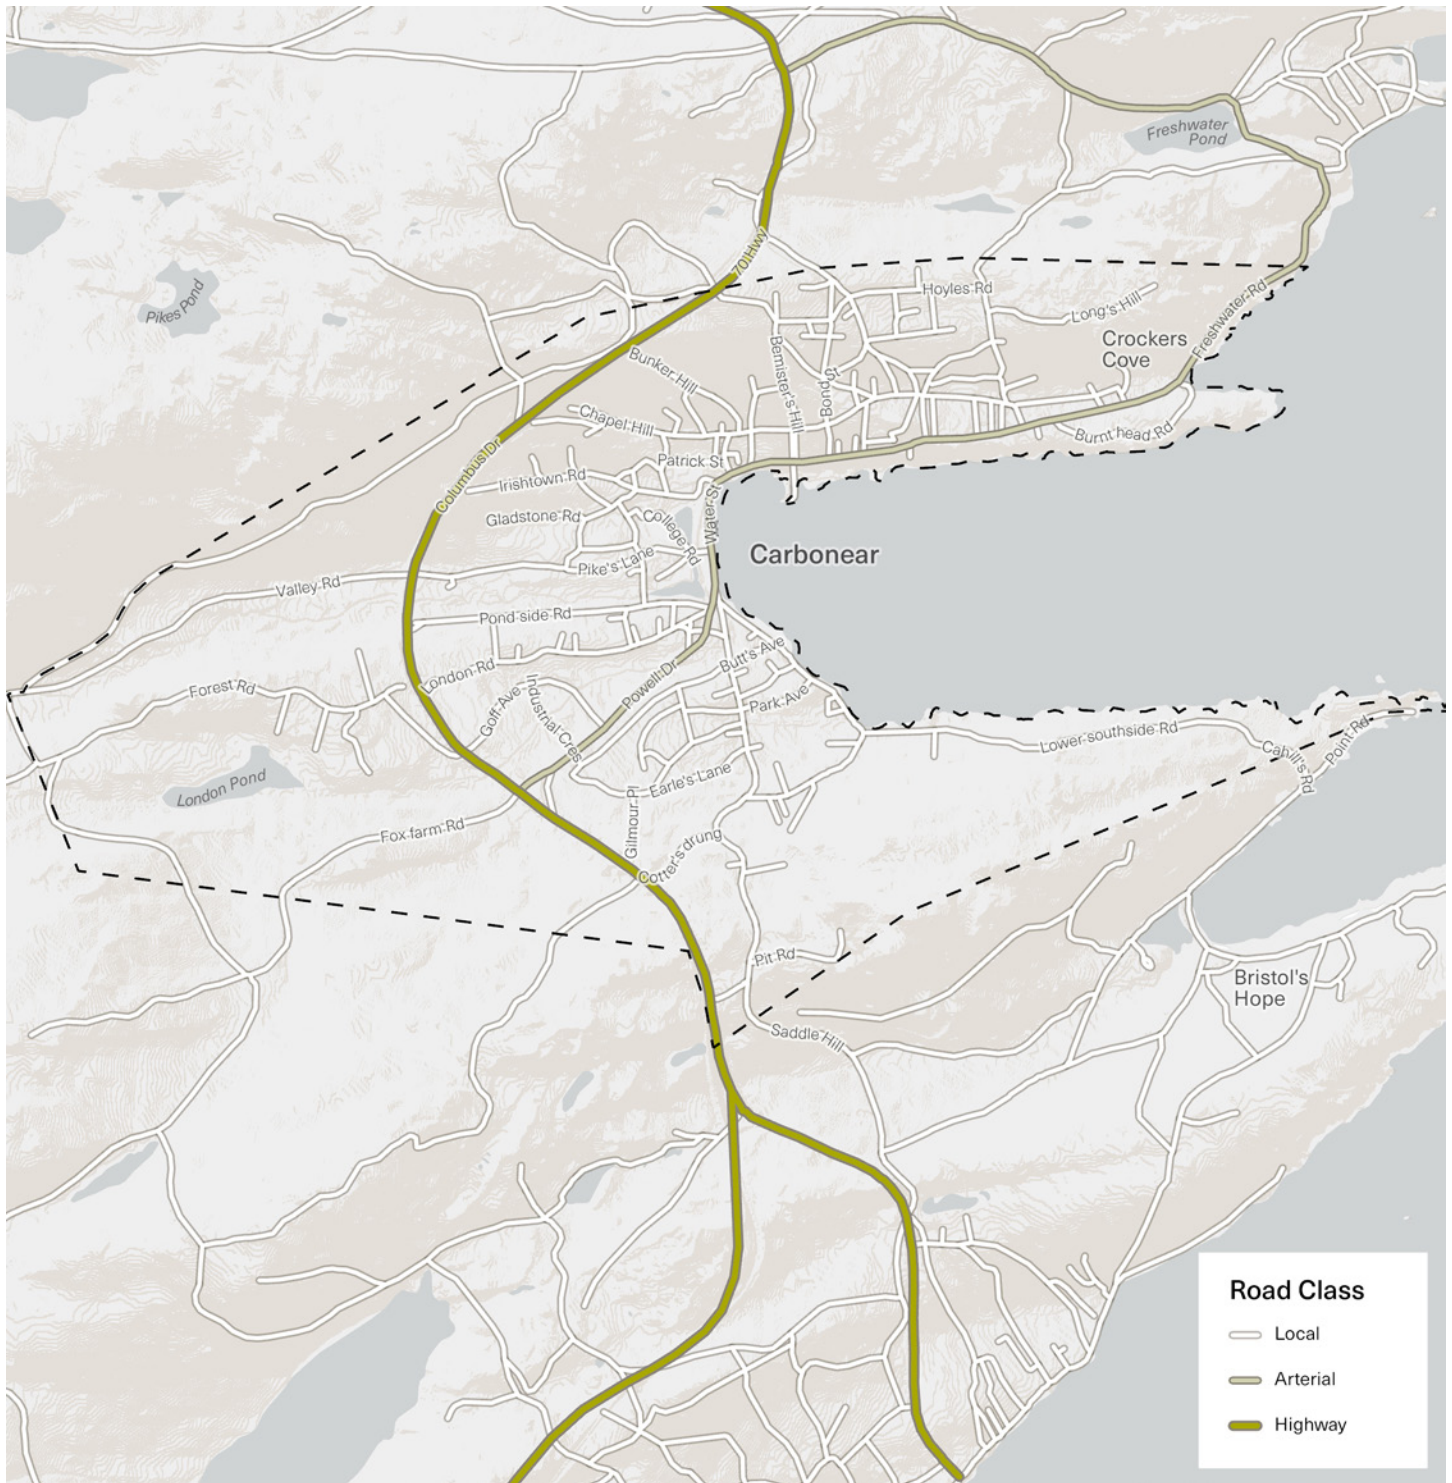 Freshwater
Pond
Pikes Pond
70 Hwy
Hoyles Rd
Long's Hill
Freshwater Rd
Crockers
Cove
Bunker Hill
Bemister's Hill
Bond St
Chapel Hill
Burnt head Rd
Columbus Dr
Patrick St
Irishtown Rd
Gladstone Rd
College Rd
Water St
Carbonear
Pike's Lane
Valley Rd
Pond side Rd
London Rd
Butt's Ave
Forest Rd
Golf Ave
Industrial Cres
Powell Dr
Park Ave
Lower southside Rd
Cahill's Rd
Point Rd
London Pond
Earle's Lane
Fox farm Rd
Gilmour Pl
Cotter's drung
Pit Rd
Bristol's
Hope
Saddle Hill
Road Class
Local
Arterial
Highway